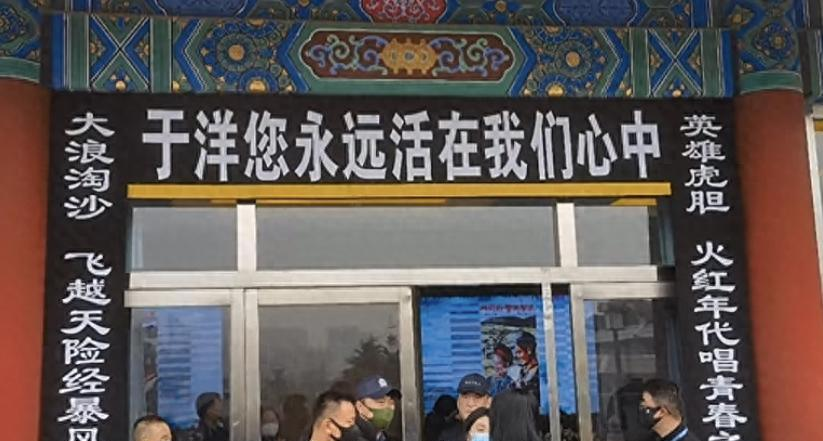 于洋您永远活在我们心中
英雄虎胆 火红年代唱青春
大浪淘沙 飞越天险经暴风